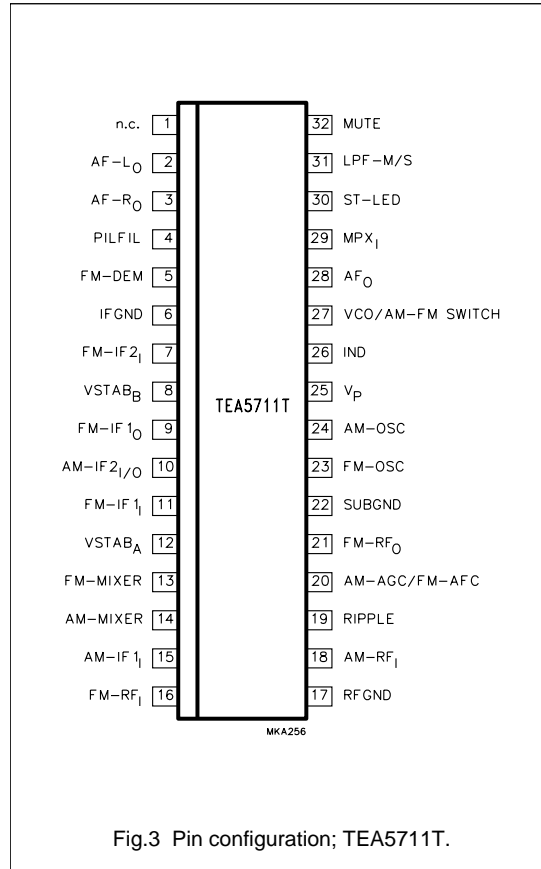 n.c. 1 32 MUTE
AF-LO 2 31 LPF-M/S
AF-RO 3 30 ST-LED
PILFIL 4 29 MPXI
FM-DEM 5 28 AFO
IFGND 6 27 VCO/AM-FM SWITCH
FM-IF2I 7 26 IND
VSTABB 8 25 VP
TEA5711T
FM-IF1O 9 24 AM-OSC
AM-IF2I/O 10 23 FM-OSC
FM-IF1I 11 22 SUBGND
VSTABA 12 21 FM-RFO
FM-MIXER 13 20 AM-AGC/FM-AFC
AM-MIXER 14 19 RIPPLE
AM-IF1I 15 18 AM-RFI
FM-RFI 16 17 RFGND
MKA256
Fig.3 Pin configuration; TEA5711T.